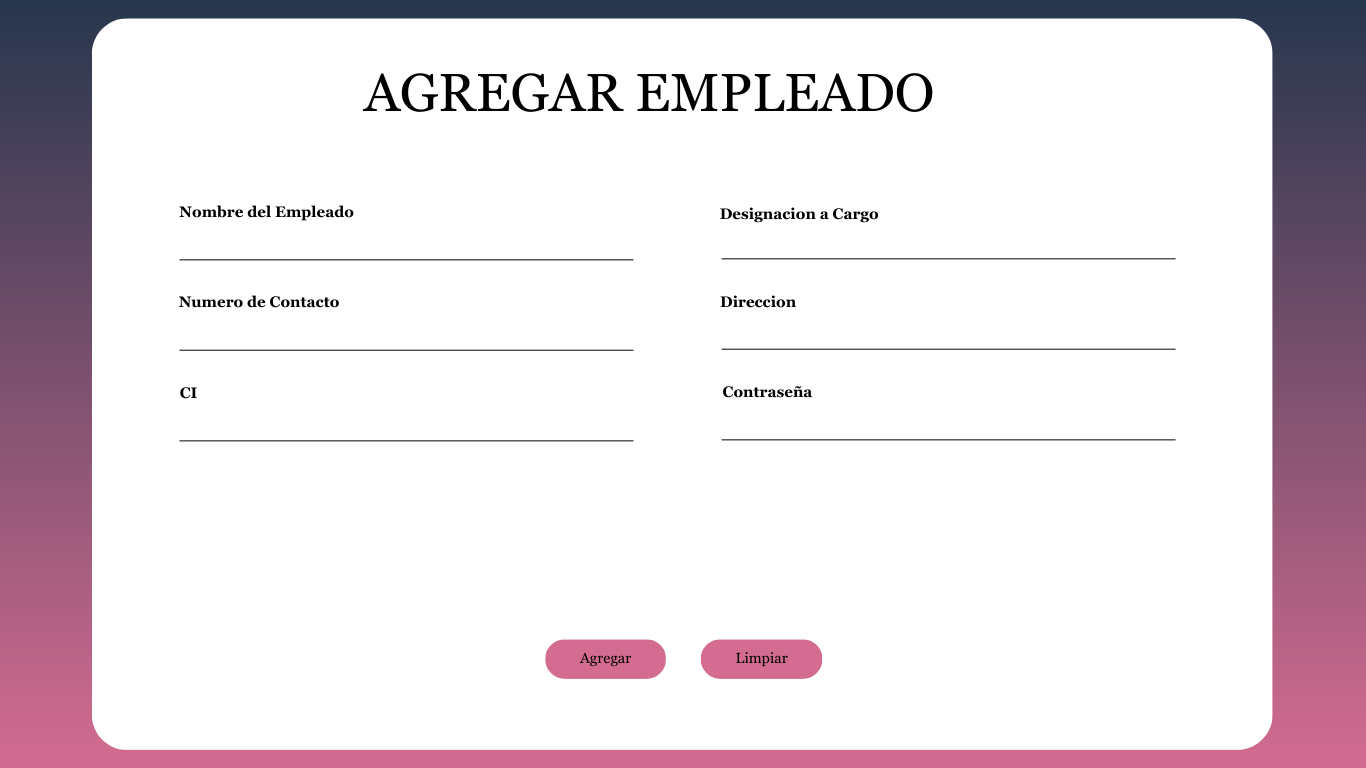 AGREGAR EMPLEADO
Nombre del Empleado
Designacion a Cargo
Numero de Contacto
Direccion
CI
Contraseña
Agregar
Limpiar